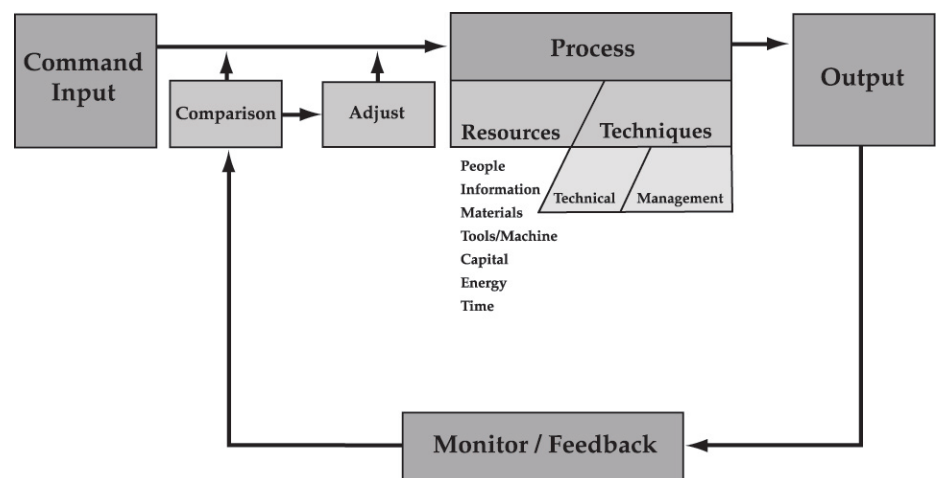 Command
Input
Comparison
Adjust
Process
Resources
Techniques
People
Information
Materials
Tools/Machine
Capital
Energy
Time
Technical
Management
Output
Monitor / Feedback